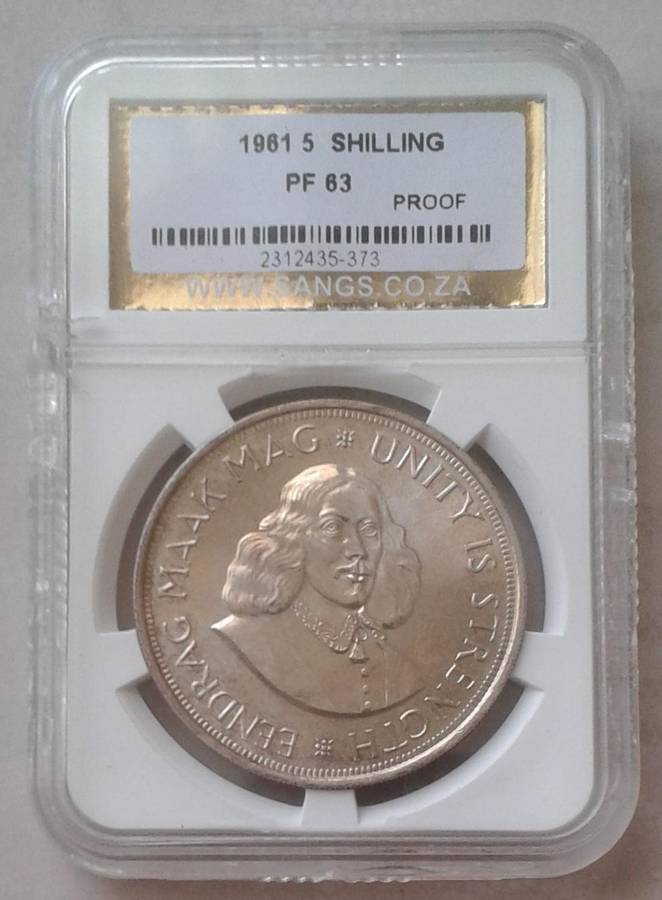 1961 5 SHILLING
PF 63
PROOF
2312435-373
WWW.SANGS.CO.ZA
EENDRAG MAAK MAG
UNITY IS STRENGTH